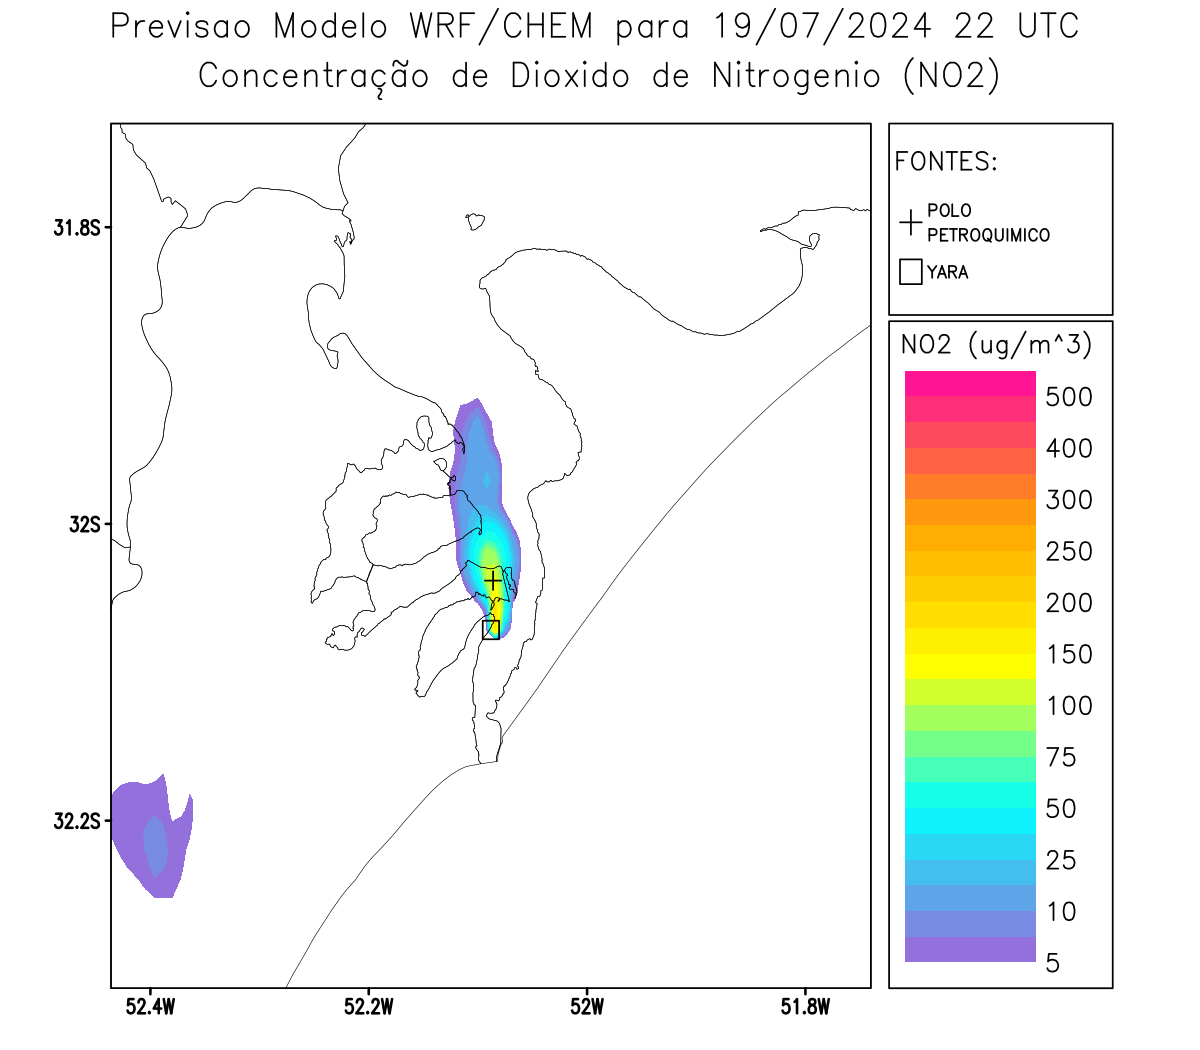 Previsao Modelo WRF/CHEM para 19/07/2024 22 UTC
Concentração de Dioxido de Nitrogenio (NO2)
FONTES:
POLO
PETROQUIMICO
YARA
NO2 (ug/m^3)
500
400
300
250
200
150
100
75
50
25
10
5
31.8S
32S
32.2S
52.4W
52.2W
52W
51.8W